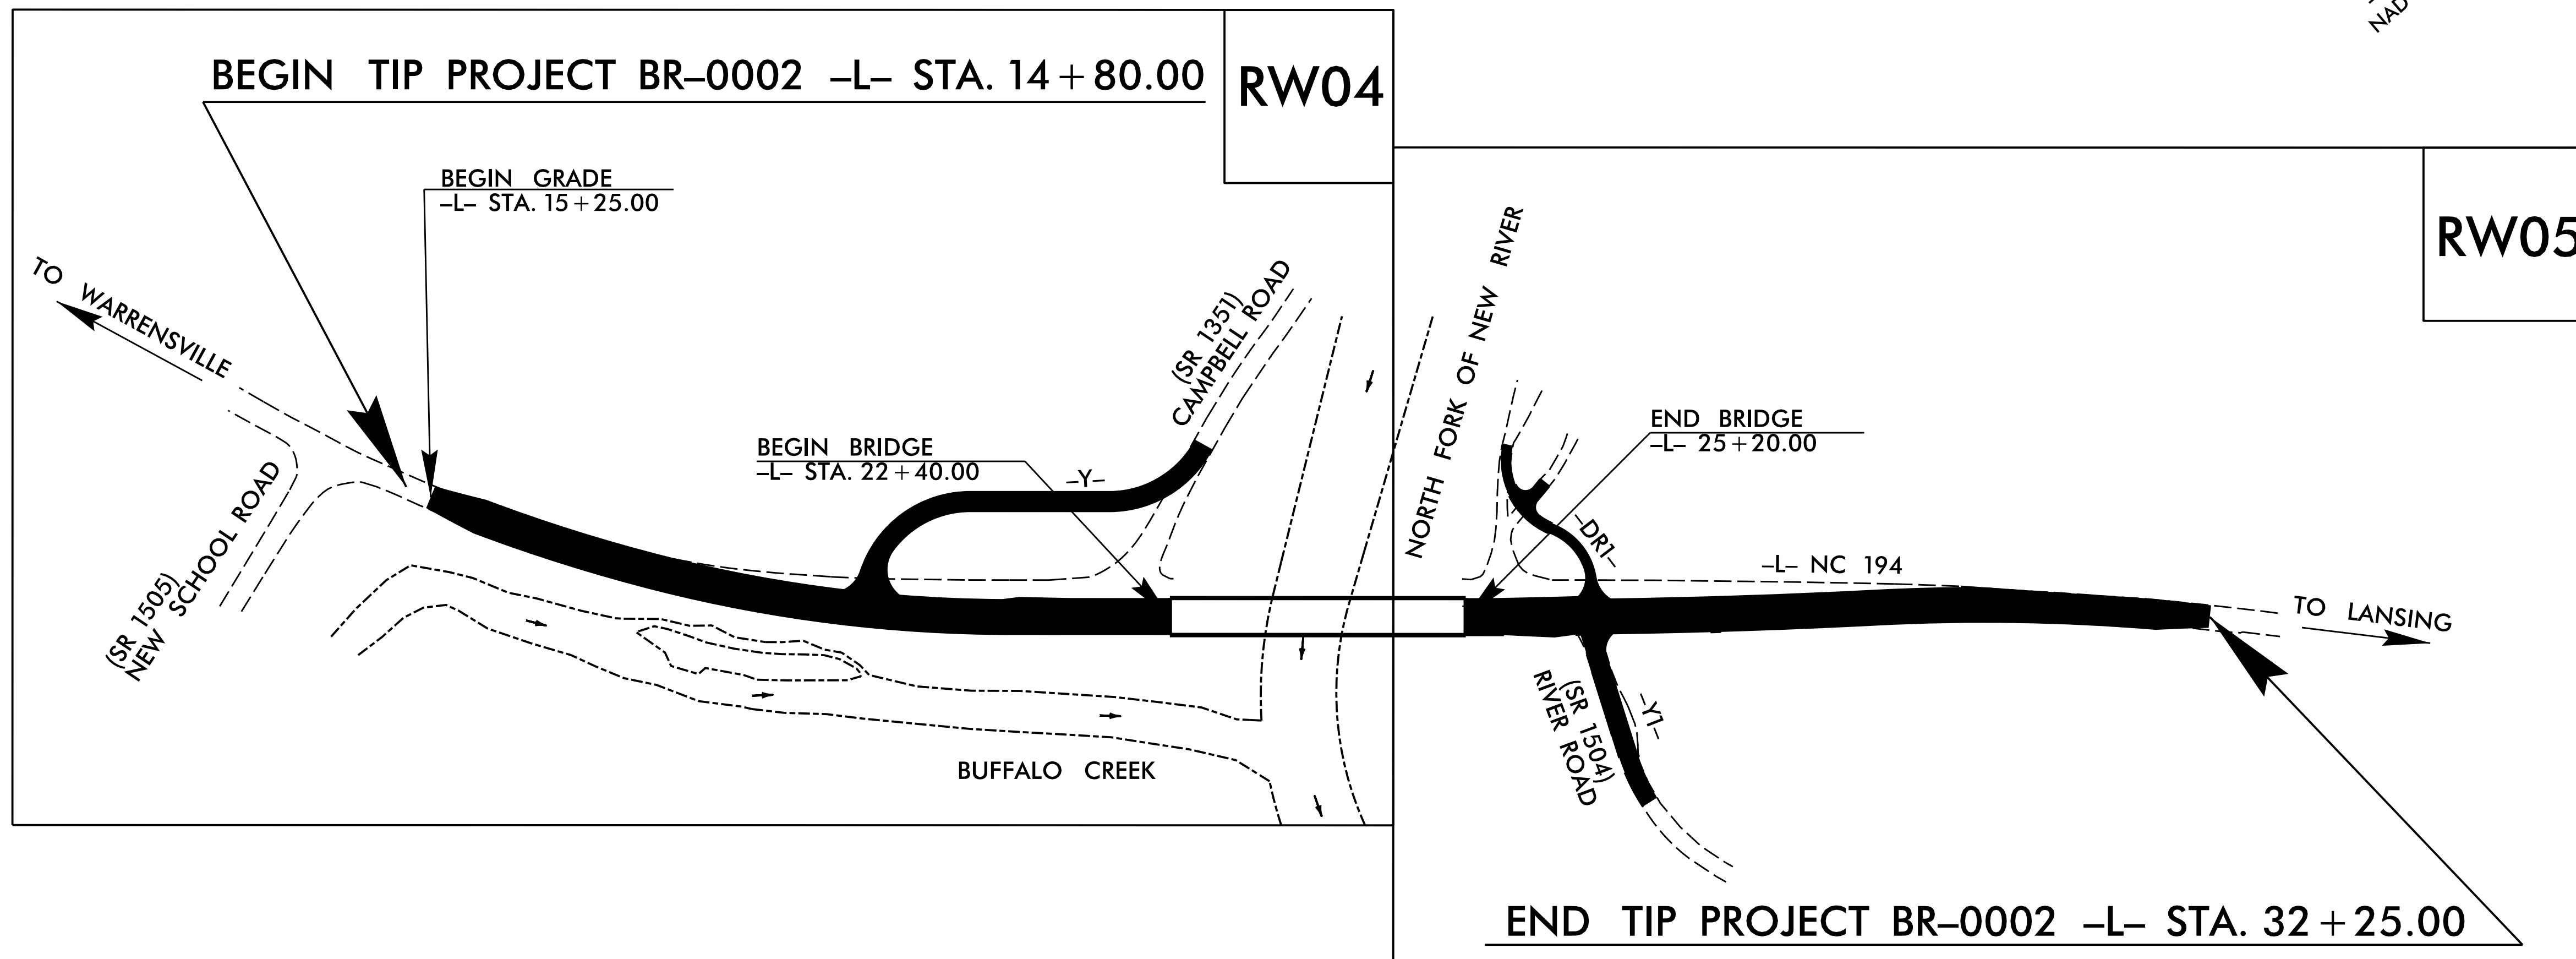 NAD
BEGIN TIP PROJECT BR–0002 –L– STA. 14+80.00
RW04
BEGIN GRADE
–L– STA. 15+25.00
RW05
TO WARRENSVILLE
(SR 1351)
CAMPBELL ROAD
NORTH FORK OF NEW RIVER
BEGIN BRIDGE
–L– STA. 22+40.00
–Y–
END BRIDGE
–L– 25+20.00
–DR1–
–L– NC 194
(SR 1505)
NEW SCHOOL ROAD
TO LANSING
(SR 1504)
RIVER ROAD
–Y1–
BUFFALO CREEK
END TIP PROJECT BR–0002 –L– STA. 32+25.00